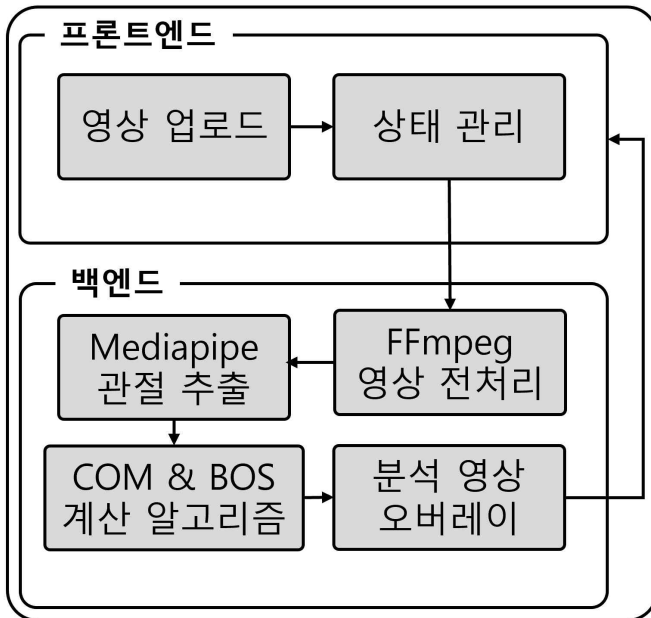 프론트엔드
영상 업로드
상태 관리
백엔드
Mediapipe
관절 추출
FFmpeg
영상 전처리
COM & BOS
계산 알고리즘
분석 영상
오버레이